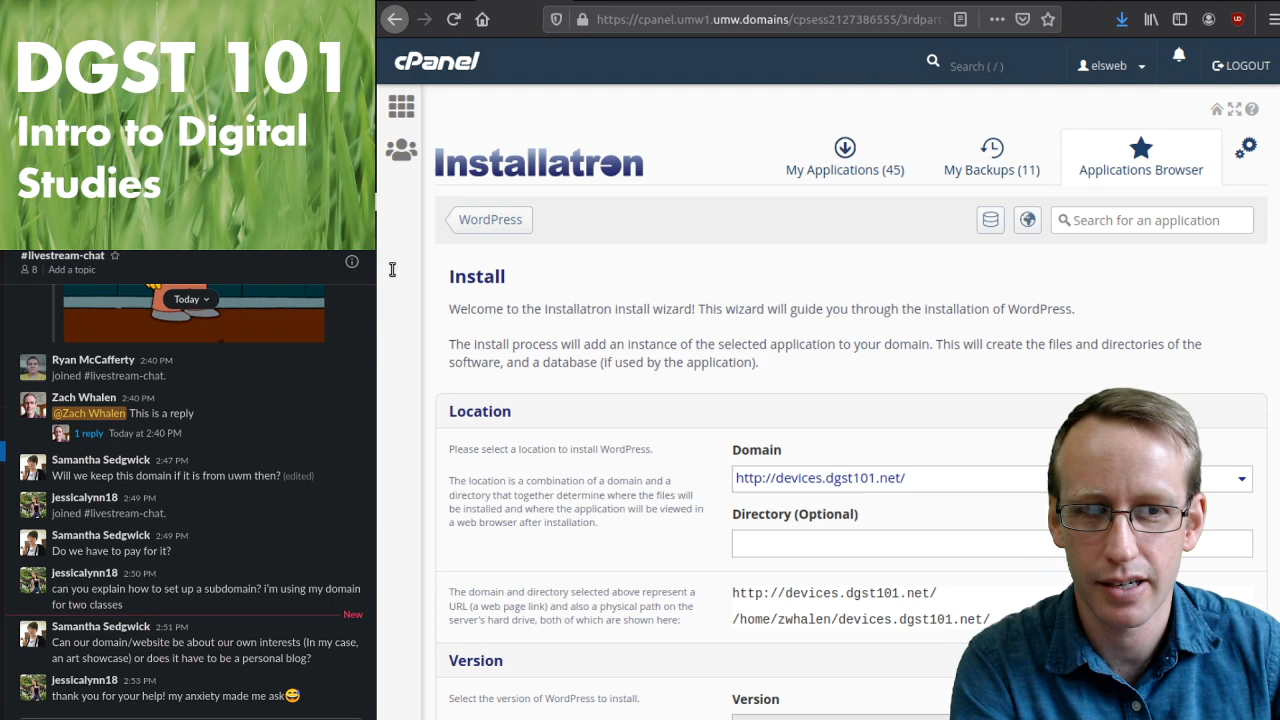 DGST 101
Intro to Digital
Studies
#livestream-chat
8 Add a topic
Today
Ryan McCafferty 2:40 PM
joined #livestream-chat.
Zach Whalen 2:40 PM
@Zach Whalen This is a reply
1 reply Today at 2:40 PM
Samantha Sedgwick 2:47 PM
Will we keep this domain if it is from uwm then? (edited)
jessicalynn18 2:49 PM
joined #livestream-chat.
Samantha Sedgwick 2:49 PM
Do we have to pay for it?
jessicalynn18 2:50 PM
can you explain how to set up a subdomain? i'm using my domain
for two classes
New
Samantha Sedgwick 2:51 PM
Can our domain/website be about our own interests (In my case,
an art showcase) or does it have to be a personal blog?
jessicalynn18 2:53 PM
thank you for your help! my anxiety made me ask😅
https://cpanel.umw1.umw.domains/cpsess2127386555/3rdparty
cPanel
Search ( / )
elsweb
LOGOUT
Installatron
My Applications (45)
My Backups (11)
Applications Browser
WordPress
Search for an application
Install
Welcome to the Installatron install wizard! This wizard will guide you through the installation of WordPress.
The install process will add an instance of the selected application to your domain. This will create the files and directories of the
software, and a database (if used by the application).
Location
Please select a location to install WordPress.
The location is a combination of a domain and a
directory that together determine where the files will
be installed and where the application will be viewed in
a web browser after installation.
Domain
http://devices.dgst101.net/
Directory (Optional)
The domain and directory selected above represent a
URL (a web page link) and also a physical path on the
server's hard drive, both of which are shown here:
http://devices.dgst101.net/
/home/zwhalen/devices.dgst101.net/
Version
Select the version of WordPress to install.
Version